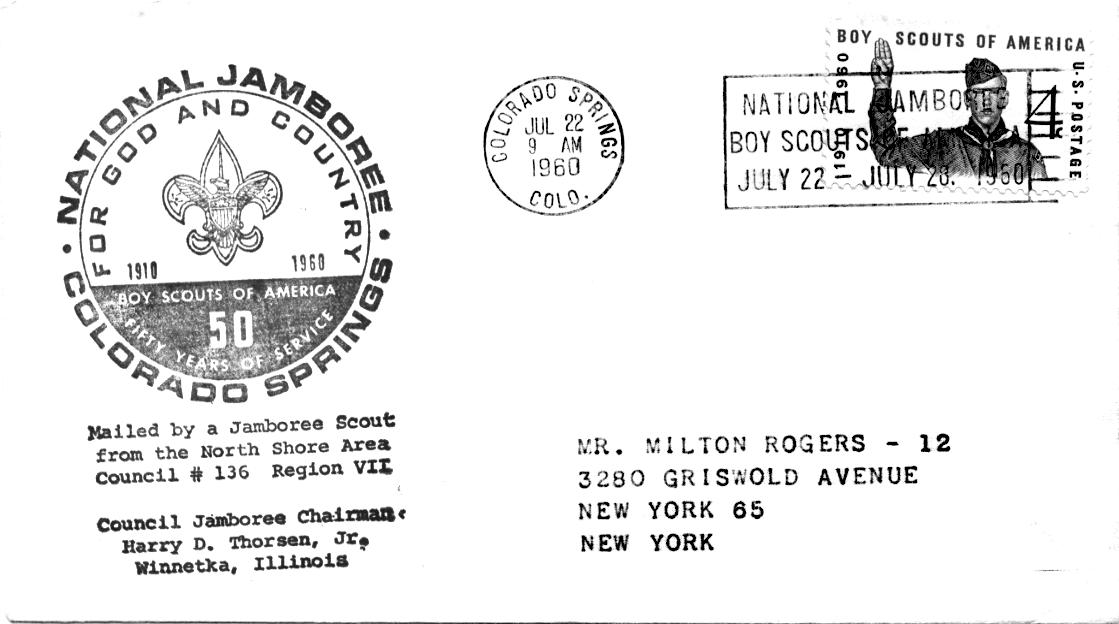 NATIONAL JAMBOREE
FOR GOD AND COUNTRY
1910 1960
BOY SCOUTS OF AMERICA
50
FIFTY YEARS OF SERVICE
COLORADO SPRINGS
Mailed by a Jamboree Scout
from the North Shore Area
Council # 136 Region VII
Council Jamboree Chairman
Harry D. Thorsen, Jr.
Winnetka, Illinois
COLORADO SPRINGS
JUL 22
9 AM
1960
COLO.
BOY SCOUTS OF AMERICA
U.S. POSTAGE
1910 1960
4¢
NATIONAL JAMBOREE
BOY SCOUTS OF AMERICA
JULY 22 JULY 28. 1960
MR. MILTON ROGERS - 12
3280 GRISWOLD AVENUE
NEW YORK 65
NEW YORK